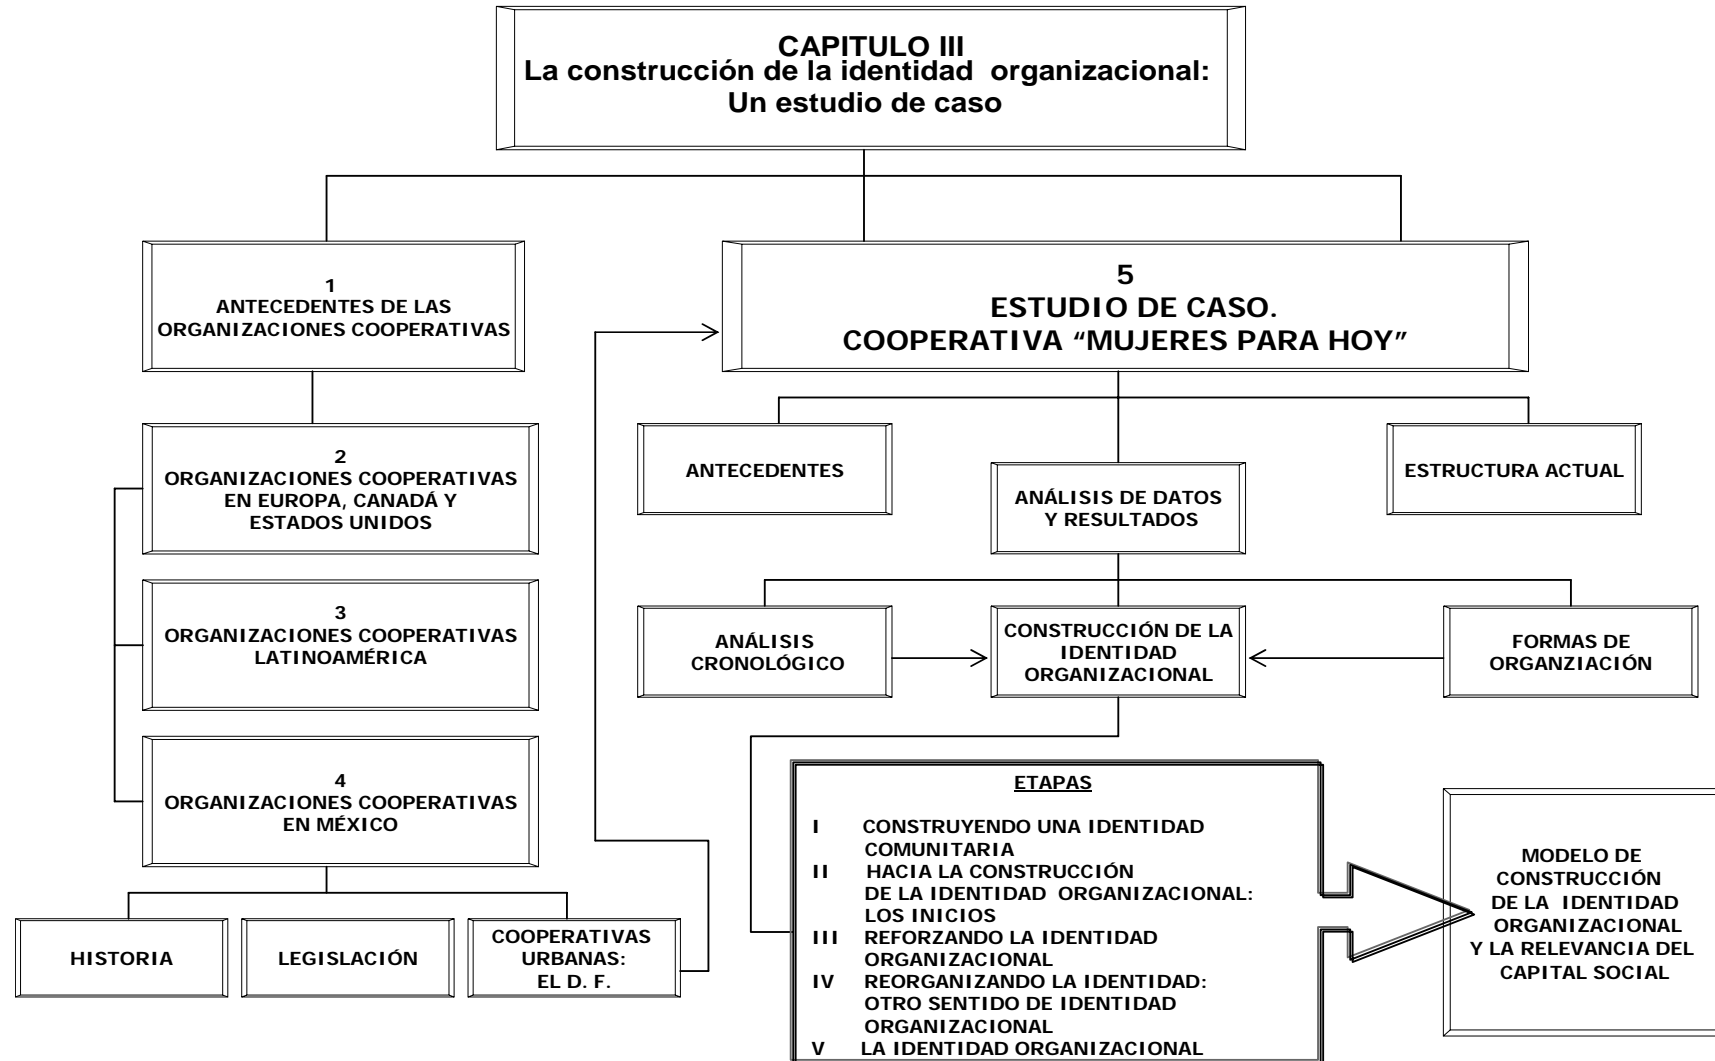 CAPITULO III
La construcción de la identidad organizacional:
Un estudio de caso
1
ANTECEDENTES DE LAS
ORGANIZACIONES COOPERATIVAS
2
ORGANIZACIONES COOPERATIVAS
EN EUROPA, CANADÁ Y
ESTADOS UNIDOS
3
ORGANIZACIONES COOPERATIVAS
LATINOAMÉRICA
4
ORGANIZACIONES COOPERATIVAS
EN MÉXICO
HISTORIA
LEGISLACIÓN
COOPERATIVAS
URBANAS:
EL D. F.
5
ESTUDIO DE CASO.
COOPERATIVA “MUJERES PARA HOY”
ANTECEDENTES
ANÁLISIS DE DATOS
Y RESULTADOS
ESTRUCTURA ACTUAL
ANÁLISIS
CRONOLÓGICO
CONSTRUCCIÓN DE LA
IDENTIDAD
ORGANIZACIONAL
FORMAS DE
ORGANZIACIÓN
ETAPAS
I CONSTRUYENDO UNA IDENTIDAD
COMUNITARIA
II HACIA LA CONSTRUCCIÓN
DE LA IDENTIDAD ORGANIZACIONAL:
LOS INICIOS
III REFORZANDO LA IDENTIDAD
ORGANIZACIONAL
IV REORGANIZANDO LA IDENTIDAD:
OTRO SENTIDO DE IDENTIDAD
ORGANIZACIONAL
V LA IDENTIDAD ORGANIZACIONAL
MODELO DE
CONSTRUCCIÓN
DE LA IDENTIDAD
ORGANIZACIONAL
Y LA RELEVANCIA DEL
CAPITAL SOCIAL